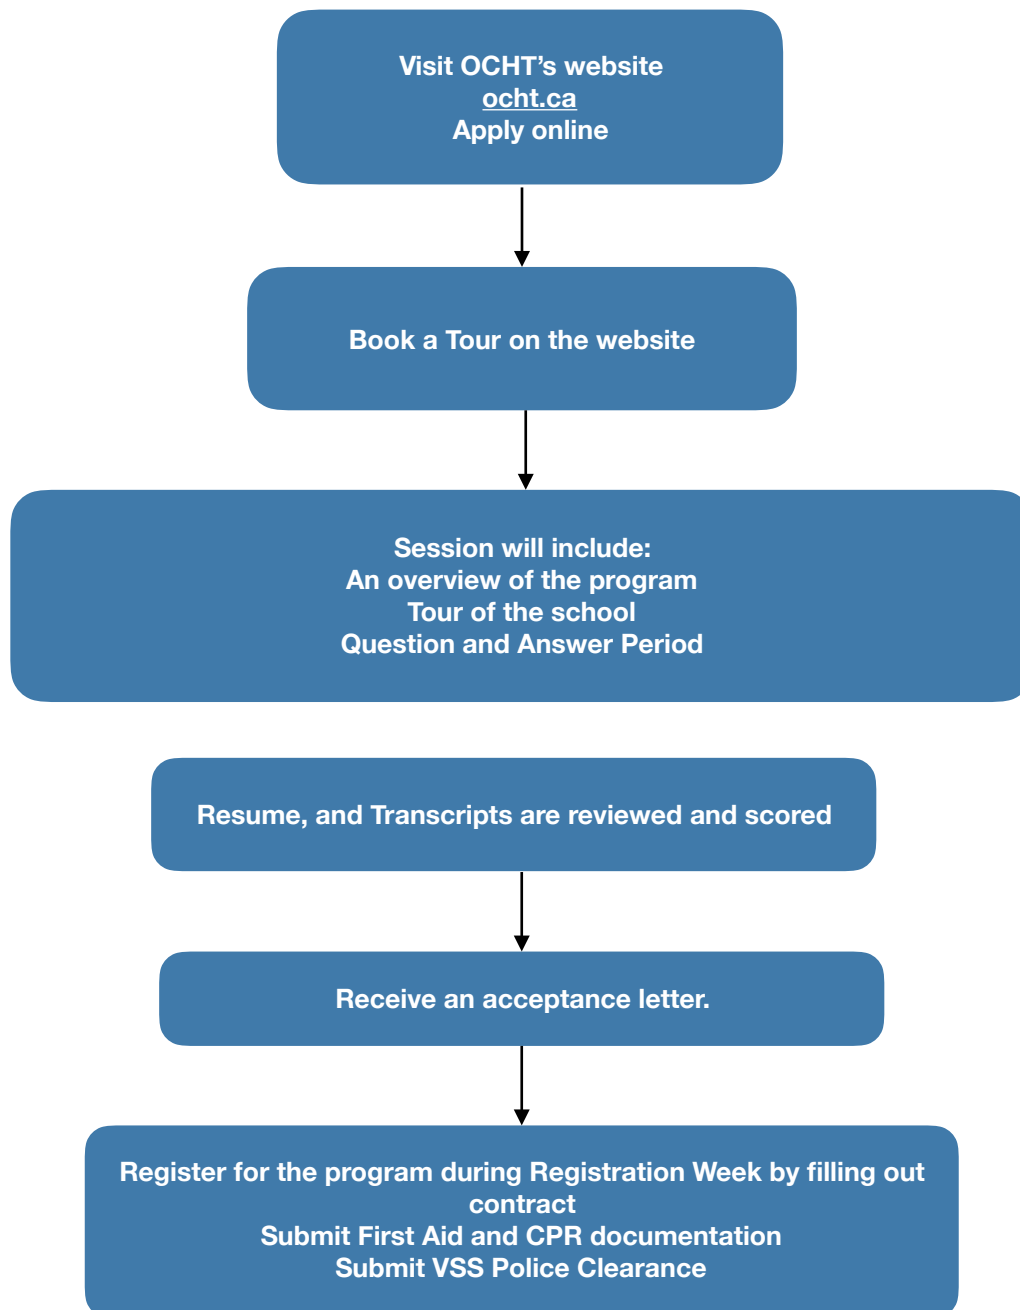 Visit OCHT’s website
ocht.ca
Apply online
Book a Tour on the website
Session will include:
An overview of the program
Tour of the school
Question and Answer Period
Resume, and Transcripts are reviewed and scored
Receive an acceptance letter.
Register for the program during Registration Week by filling out
contract
Submit First Aid and CPR documentation
Submit VSS Police Clearance